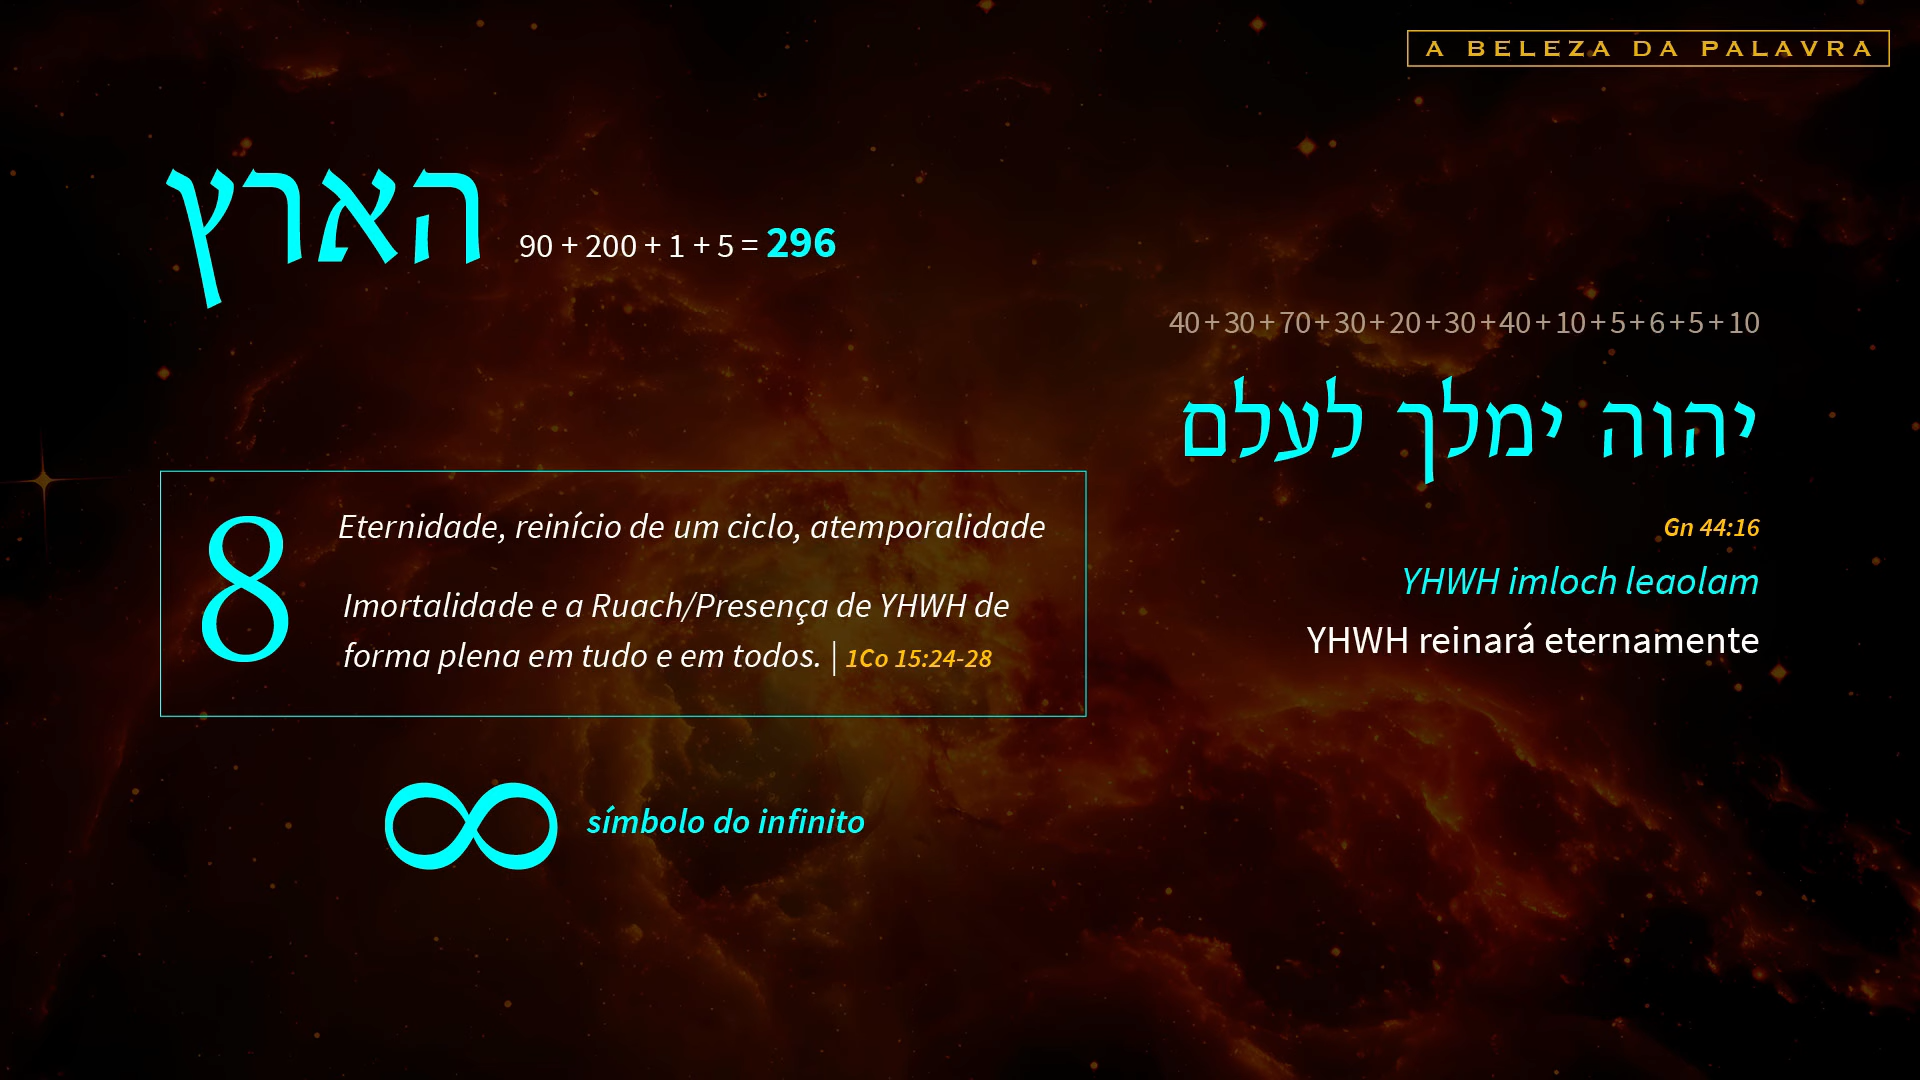 A BELEZA DA PALAVRA
הארץ
90 + 200 + 1 + 5 = 296
40+30+70+30+20+30+40+10+5+6+5+10
יהוה ימלך לעלם
Gn 44:16
YHWH imloch leaolam
YHWH reinará eternamente
8
Eternidade, reinício de um ciclo, atemporalidade
Imortalidade e a Ruach/Presença de YHWH de
forma plena em tudo e em todos. | 1Co 15:24-28
∞ símbolo do infinito